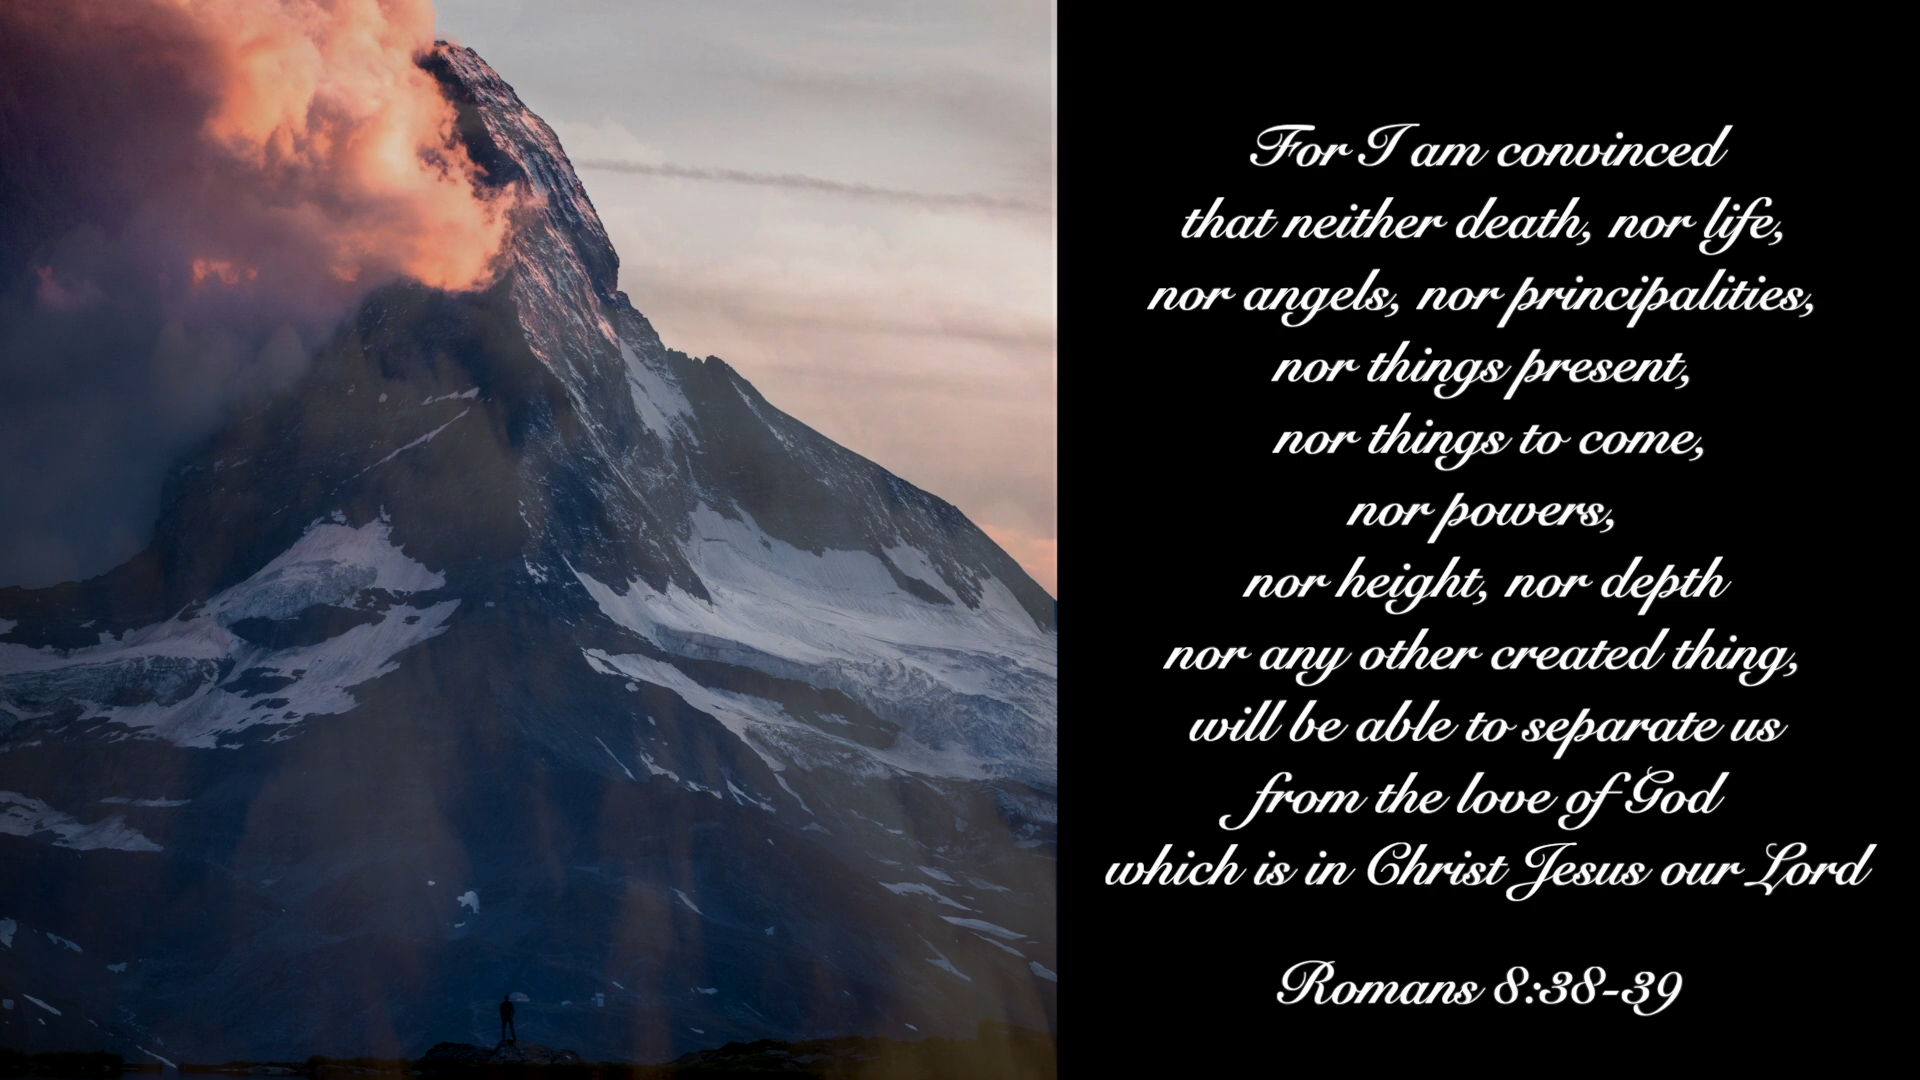 For I am convinced
that neither death, nor life,
nor angels, nor principalities,
nor things present,
nor things to come,
nor powers,
nor height, nor depth
nor any other created thing,
will be able to separate us
from the love of God
which is in Christ Jesus our Lord
Romans 8:38-39